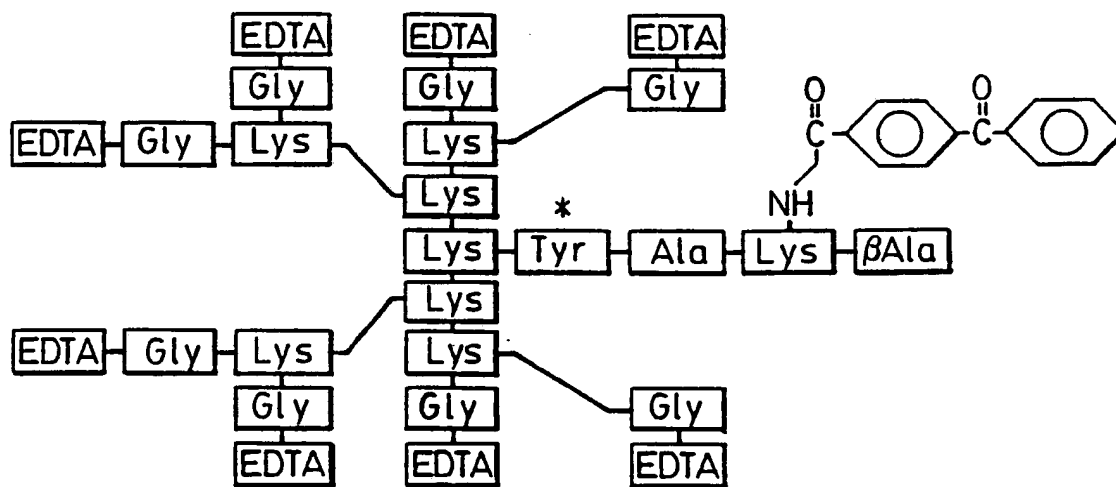 EDTA EDTA EDTA
Gly Gly Gly
O O
EDTA Gly Lys Lys C C
Lys * NH
Lys Tyr Ala Lys βAla
Lys
EDTA Gly Lys Lys
Gly Gly Gly
EDTA EDTA EDTA